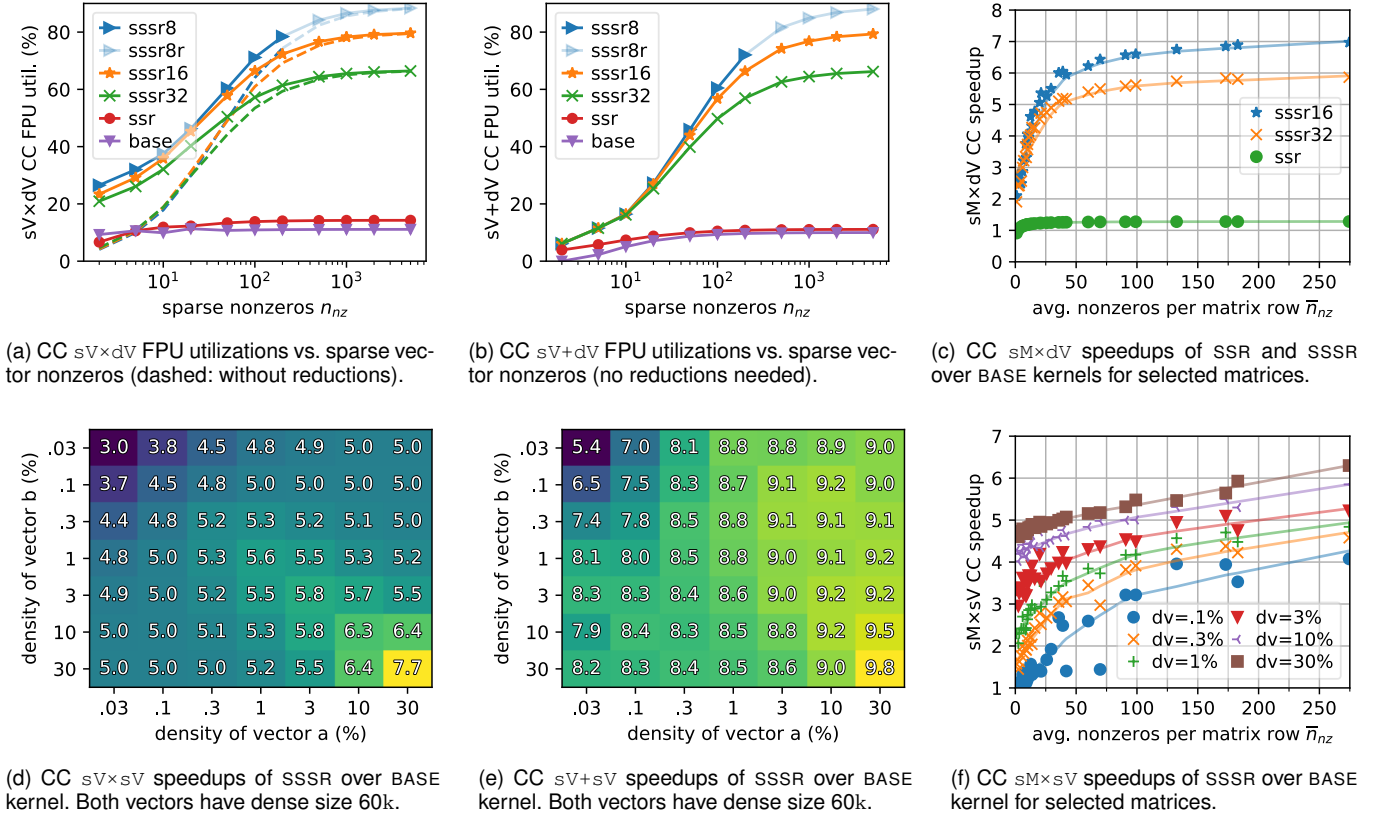 sV×dV CC FPU util. (%)
80
60
40
20
0
sssr8
sssr8r
sssr16
sssr32
ssr
base
10¹ 10² 10³
sparse nonzeros nnz
(a) CC sV×dV FPU utilizations vs. sparse vec-
tor nonzeros (dashed: without reductions).
sV+dV CC FPU util. (%)
80
60
40
20
0
sssr8
sssr8r
sssr16
sssr32
ssr
base
10¹ 10² 10³
sparse nonzeros nnz
(b) CC sV+dV FPU utilizations vs. sparse vec-
tor nonzeros (no reductions needed).
sM×dV CC speedup
8
7
6
5
4
3
2
1
0
sssr16
sssr32
ssr
0 50 100 150 200 250
avg. nonzeros per matrix row n̅nz
(c) CC sM×dV speedups of SSR and SSSR
over BASE kernels for selected matrices.
density of vector b (%)
.03 3.0 3.8 4.5 4.8 4.9 5.0 5.0
.1 3.7 4.5 4.8 5.0 5.0 5.0 5.0
.3 4.4 4.8 5.2 5.3 5.2 5.1 5.0
1 4.8 5.0 5.3 5.6 5.5 5.3 5.2
3 4.9 5.0 5.2 5.5 5.8 5.7 5.5
10 5.0 5.0 5.1 5.3 5.8 6.3 6.4
30 5.0 5.0 5.0 5.2 5.5 6.4 7.7
.03 .1 .3 1 3 10 30
density of vector a (%)
(d) CC sV×sV speedups of SSSR over BASE
kernel. Both vectors have dense size 60k.
density of vector b (%)
.03 5.4 7.0 8.1 8.8 8.8 8.9 9.0
.1 6.5 7.5 8.3 8.7 9.1 9.2 9.0
.3 7.4 7.8 8.5 8.8 9.1 9.1 9.1
1 8.1 8.0 8.5 8.8 9.0 9.1 9.2
3 8.3 8.3 8.4 8.6 9.0 9.2 9.2
10 7.9 8.4 8.3 8.5 8.8 9.2 9.5
30 8.2 8.3 8.4 8.5 8.6 9.0 9.8
.03 .1 .3 1 3 10 30
density of vector a (%)
(e) CC sV+sV speedups of SSSR over BASE
kernel. Both vectors have dense size 60k.
sM×sV CC speedup
7
6
5
4
3
2
1
dv=.1% dv=3%
dv=.3% dv=10%
dv=1% dv=30%
0 50 100 150 200 250
avg. nonzeros per matrix row n̅nz
(f) CC sM×sV speedups of SSSR over BASE
kernel for selected matrices.